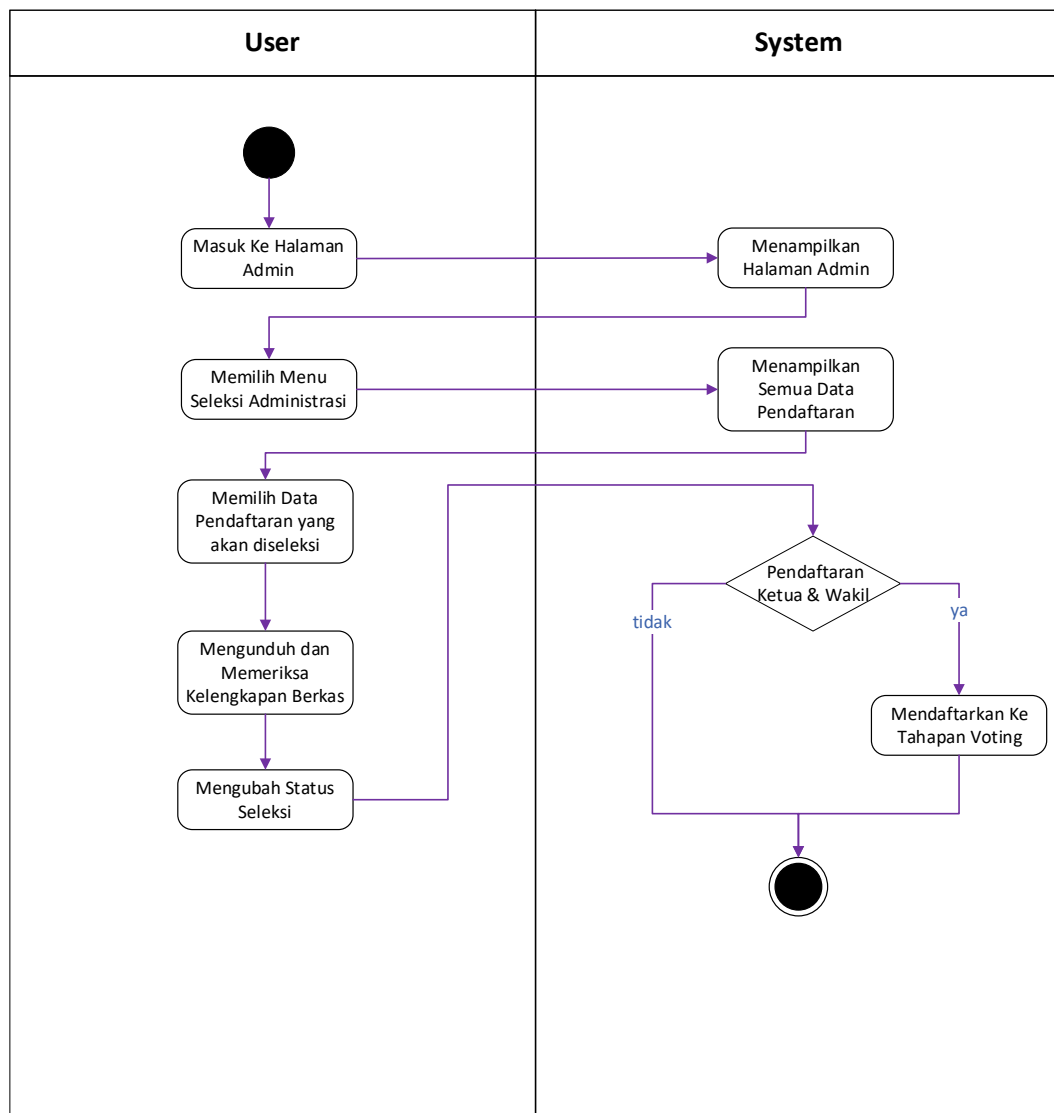 User
System
Masuk Ke Halaman
Admin
Menampilkan
Halaman Admin
Memilih Menu
Seleksi Administrasi
Menampilkan
Semua Data
Pendaftaran
Memilih Data
Pendaftaran yang
akan diseleksi
Pendaftaran
Ketua & Wakil
tidak
ya
Mengunduh dan
Memeriksa
Kelengkapan Berkas
Mendaftarkan Ke
Tahapan Voting
Mengubah Status
Seleksi